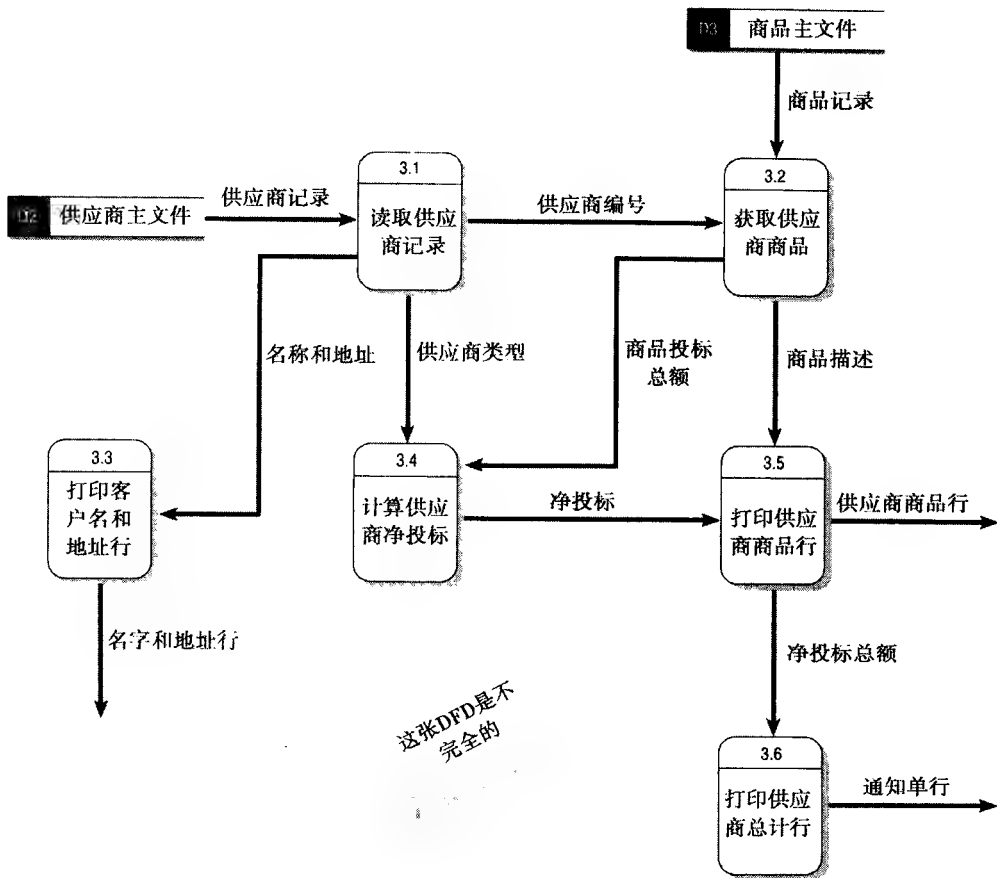 D3 商品主文件
商品记录
3.1
读取供应
商记录
3.2
获取供应
商商品
D2 供应商主文件
供应商记录
供应商编号
名称和地址
供应商类型
商品投标
总额
商品描述
3.3
打印客
户名和
地址行
3.4
计算供应
商净投标
3.5
打印供应
商商品行
净投标
供应商商品行
名字和地址行
净投标总额
这张DFD是不
完全的
3.6
打印供应
商总计行
通知单行